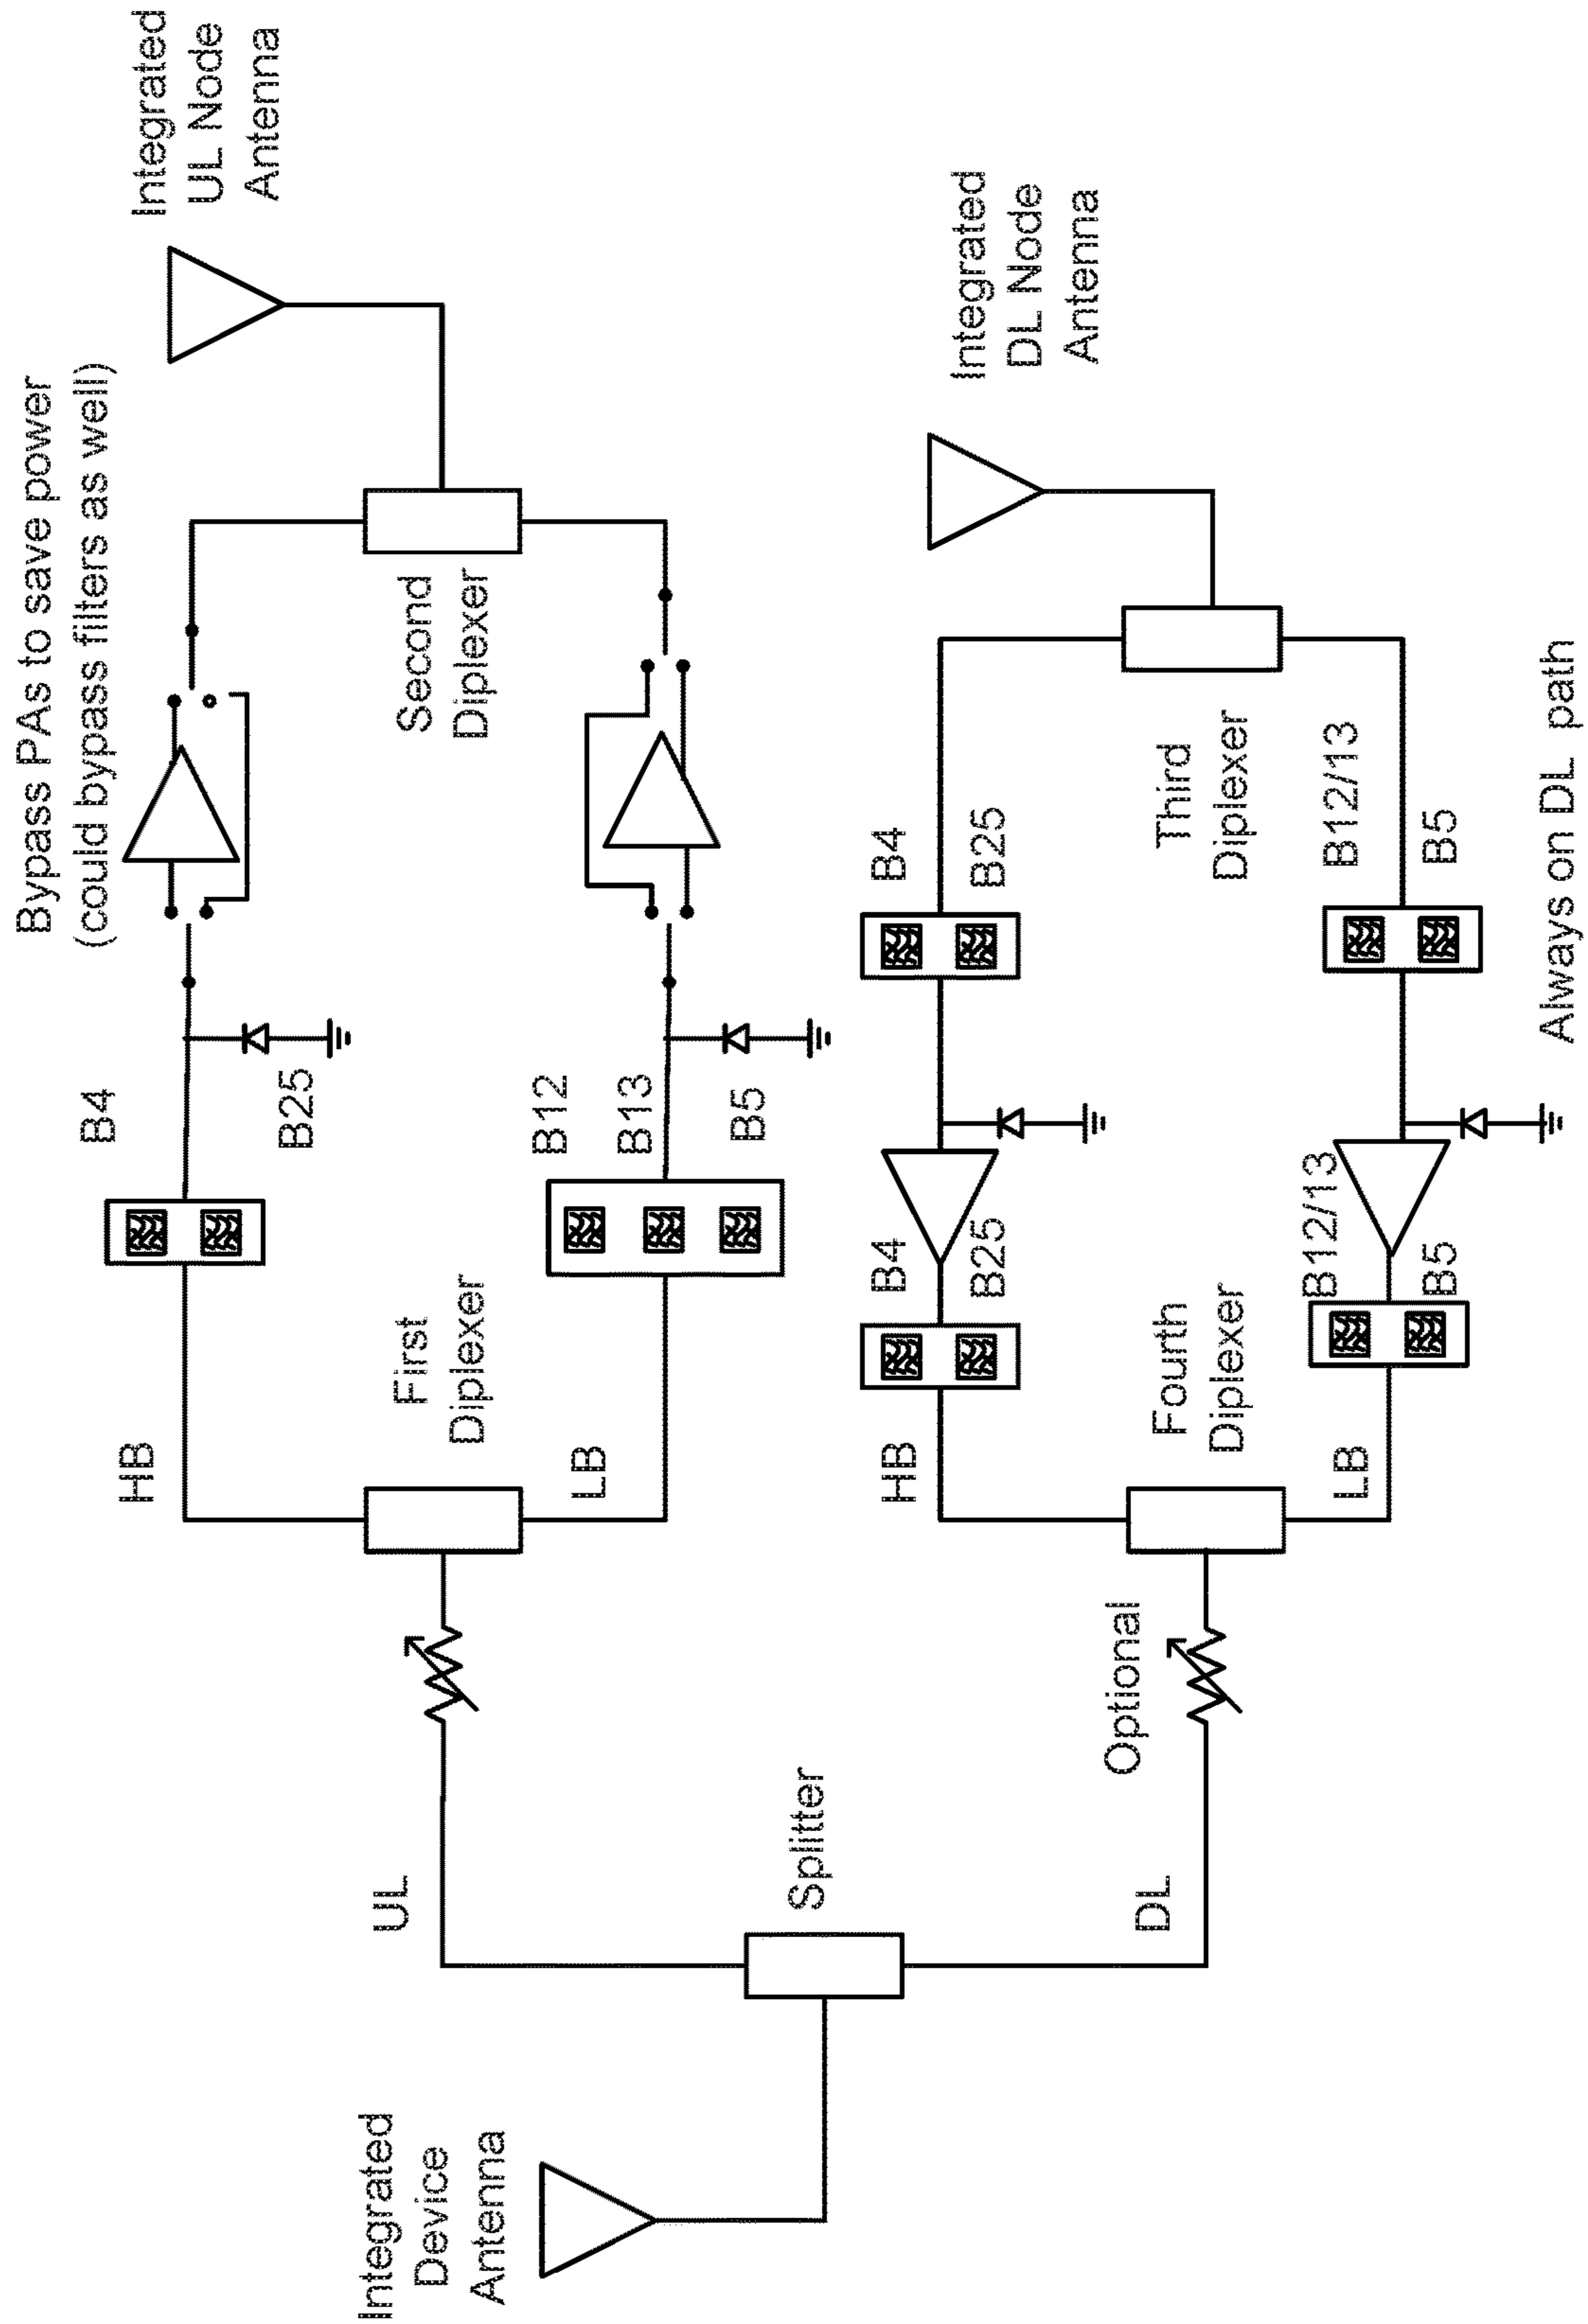 Integrated
Device
Antenna
Splitter
UL
DL
Optional
HB
LB
First
Diplexer
B4
B25
B12
B13
B5
Bypass PAs to save power
(could bypass filters as well)
Second
Diplexer
Integrated
UL Node
Antenna
HB
LB
Fourth
Diplexer
B4
B25
B12/13
B5
B4
B25
B12/13
B5
Third
Diplexer
Always on DL path
Integrated
DL Node
Antenna